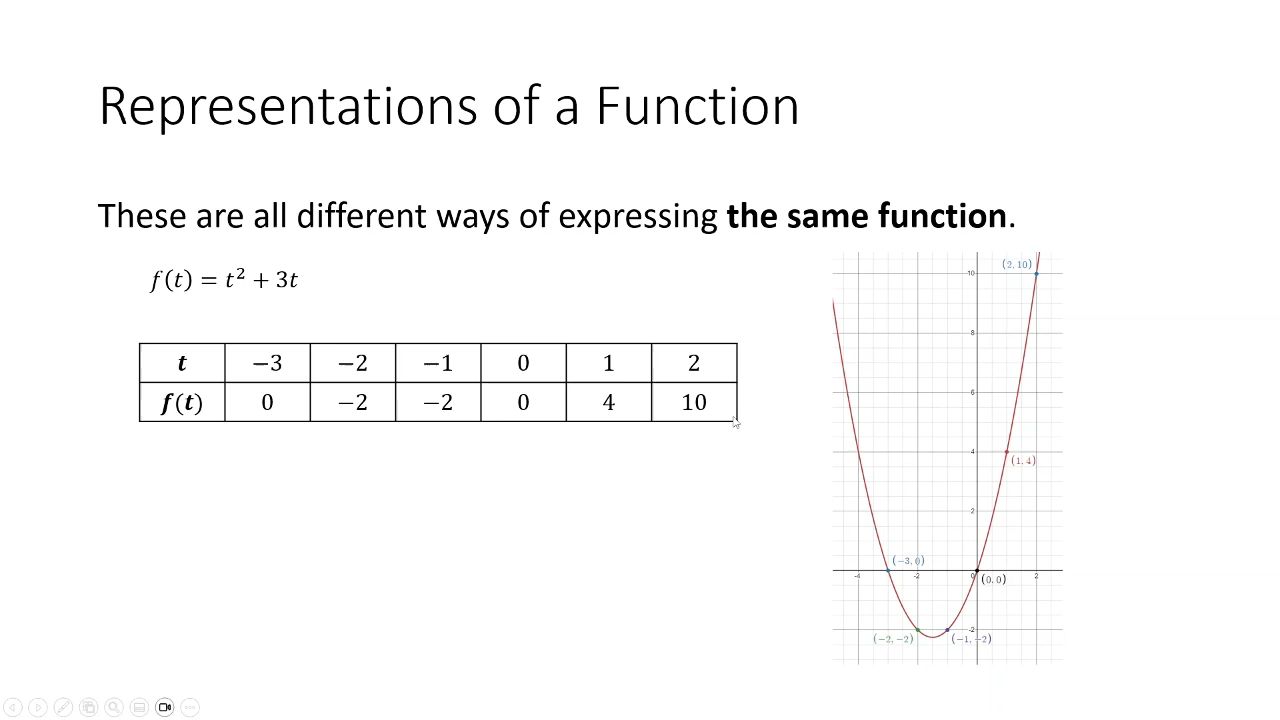 Representations of a Function
These are all different ways of expressing the same function.
f(t) = t² + 3t
t −3 −2 −1 0 1 2
f(t) 0 −2 −2 0 4 10
(2, 10)
10
8
6
4
(1, 4)
2
(−3, 0)
-4 -2 0 2
(0, 0)
-2
(−2, −2) (−1, −2)